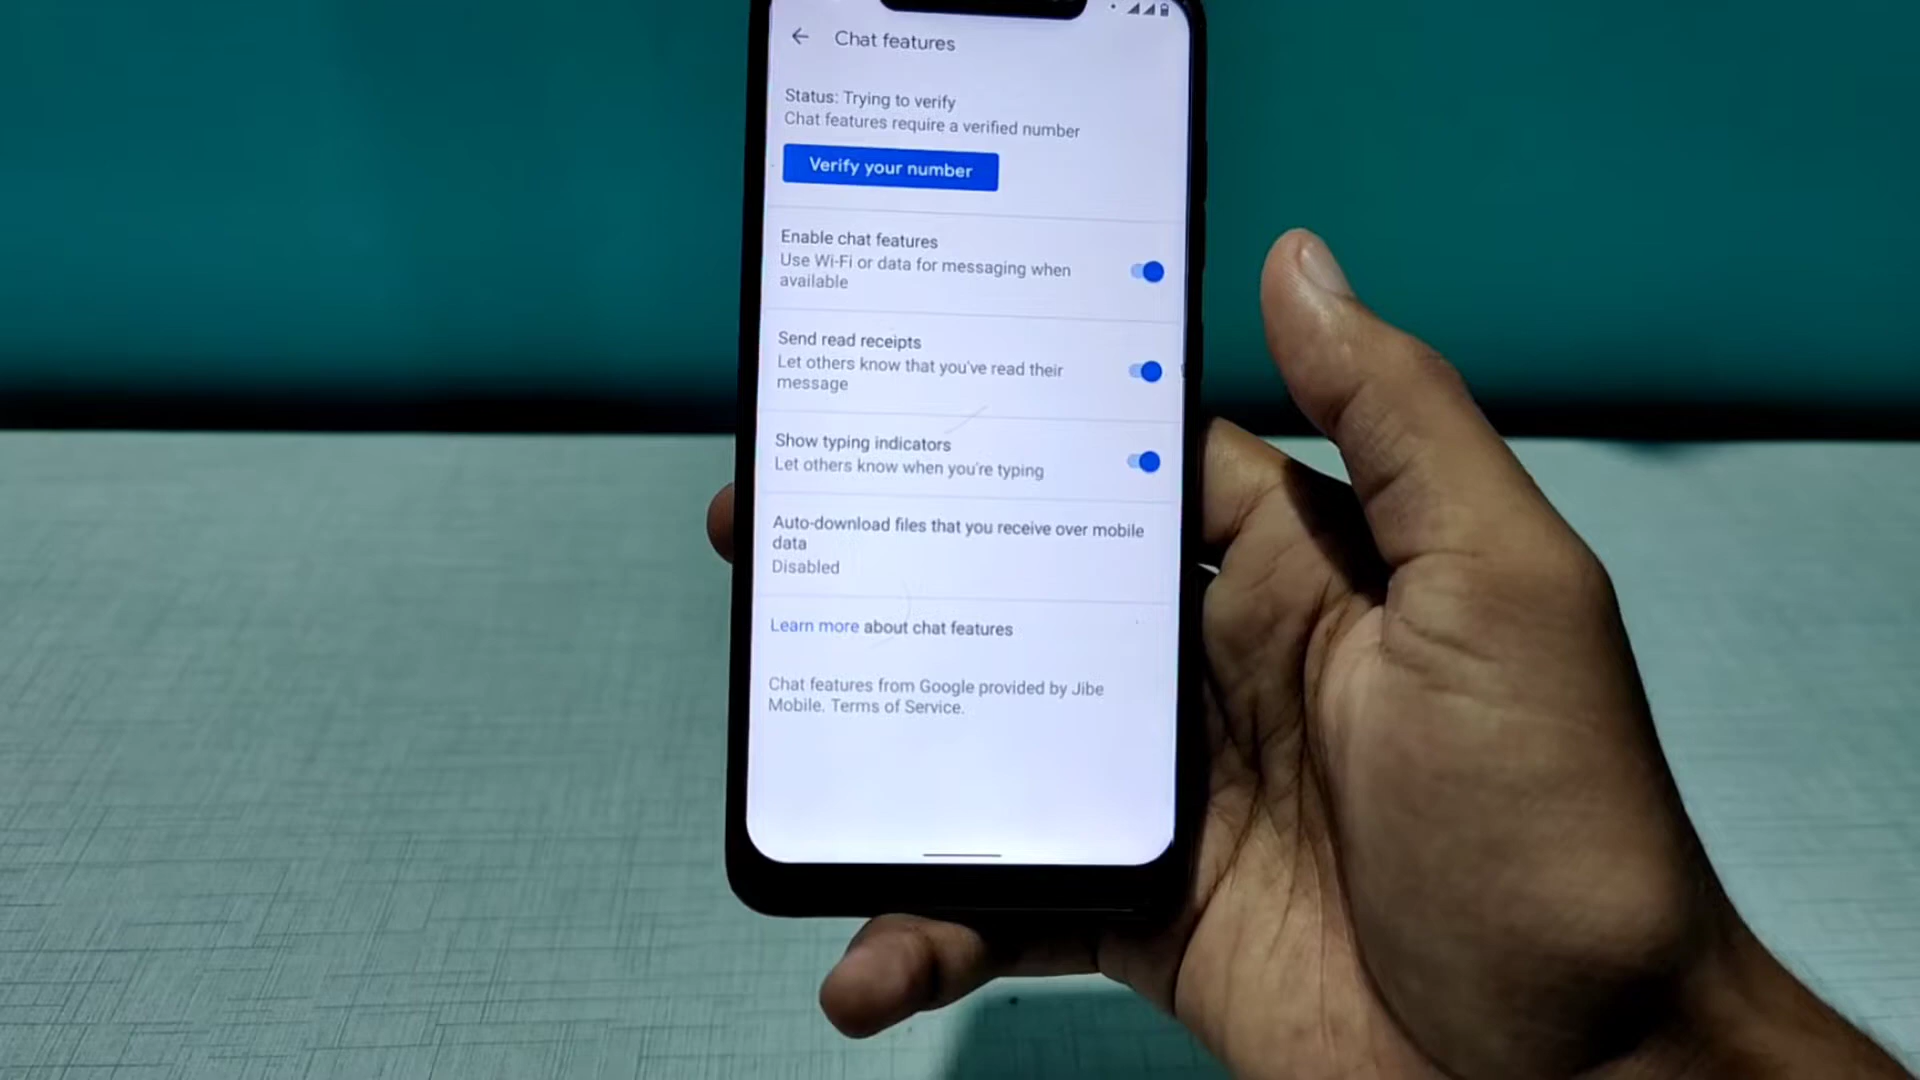 Chat features
Status: Trying to verify
Chat features require a verified number
Verify your number
Enable chat features
Use Wi-Fi or data for messaging when
available
Send read receipts
Let others know that you've read their
message
Show typing indicators
Let others know when you're typing
Auto-download files that you receive over mobile
data
Disabled
Learn more about chat features
Chat features from Google provided by Jibe
Mobile. Terms of Service.